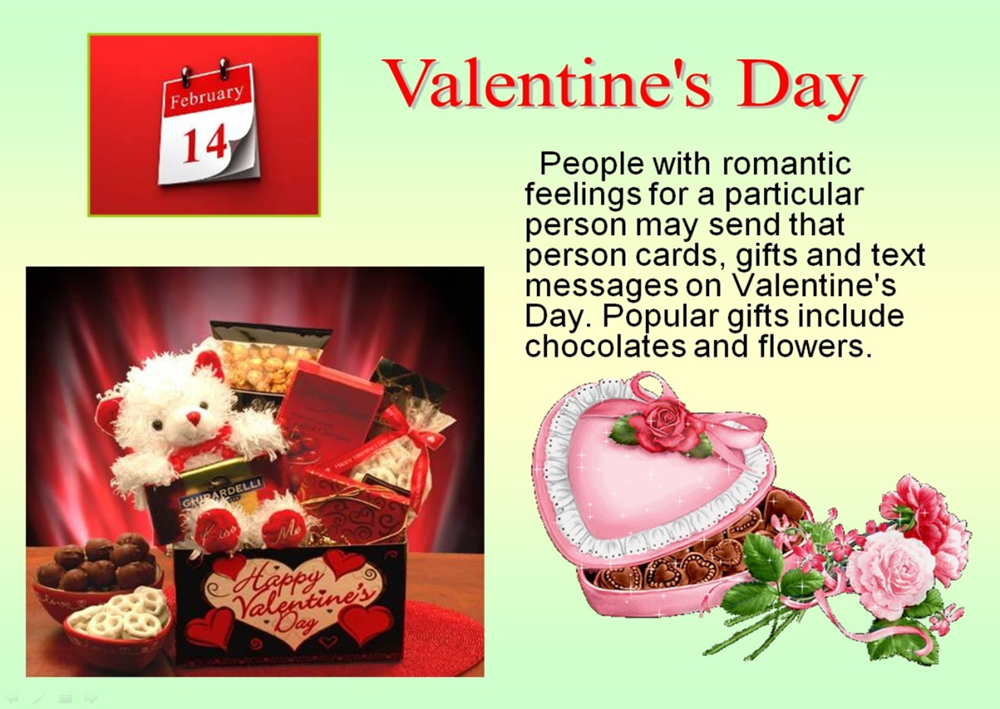 February
14
Valentine's Day
People with romantic
feelings for a particular
person may send that
person cards, gifts and text
messages on Valentine's
Day. Popular gifts include
chocolates and flowers.
GHIRARDELLI
Kiss Me
Happy
Valentine's
Day